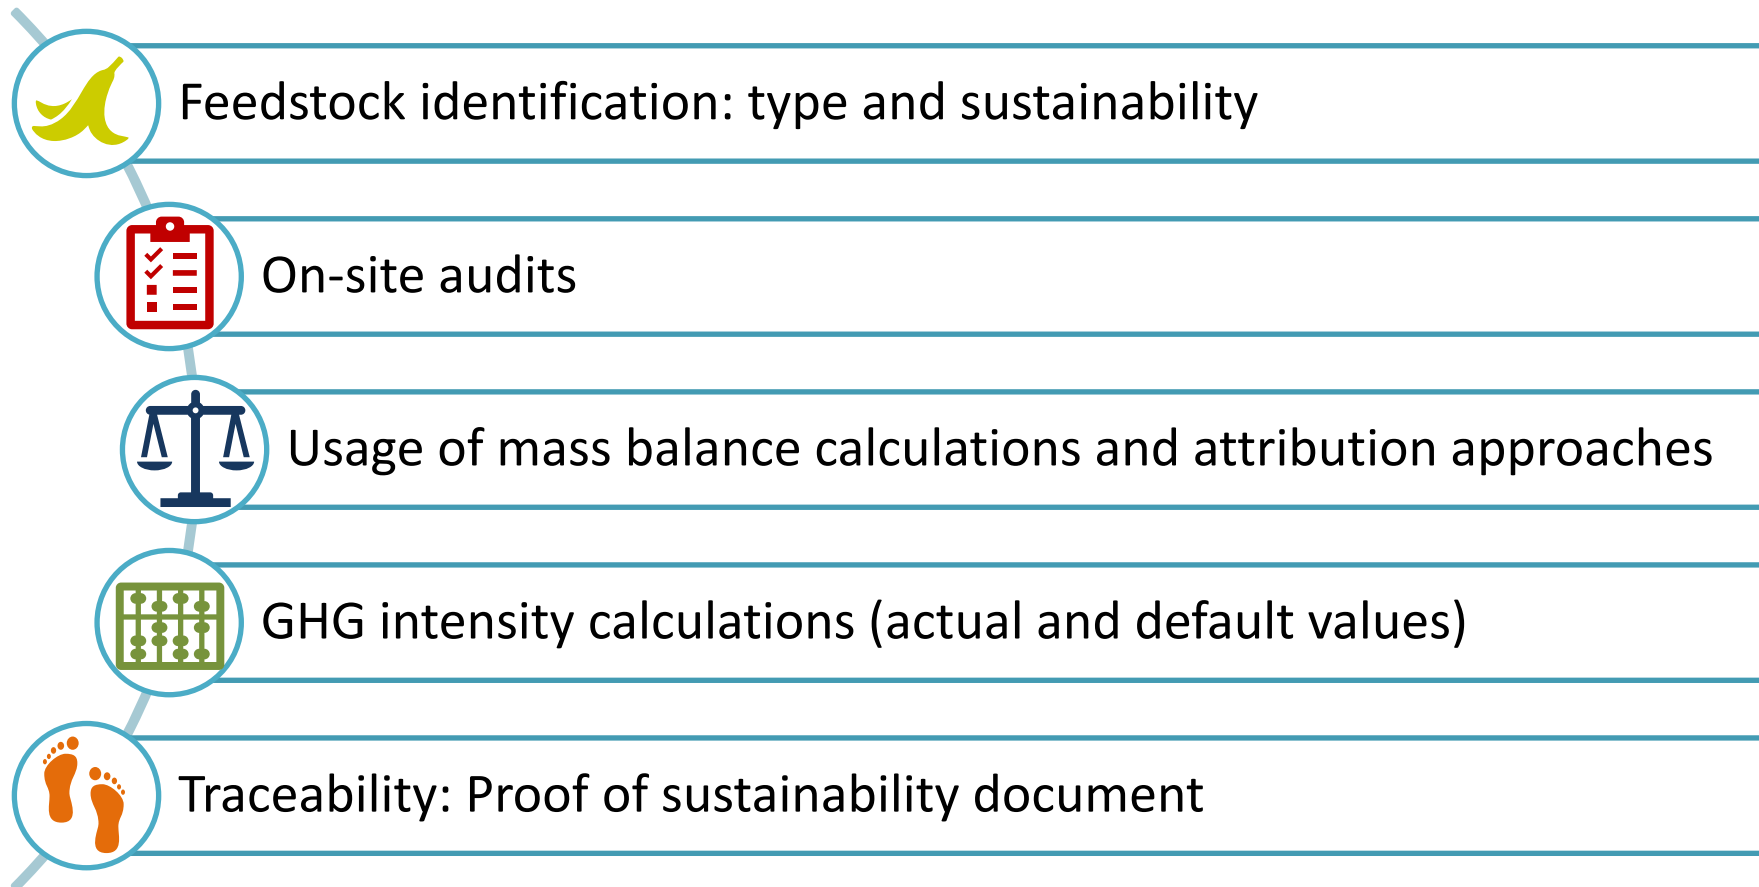 Feedstock identification: type and sustainability
On-site audits
Usage of mass balance calculations and attribution approaches
GHG intensity calculations (actual and default values)
Traceability: Proof of sustainability document